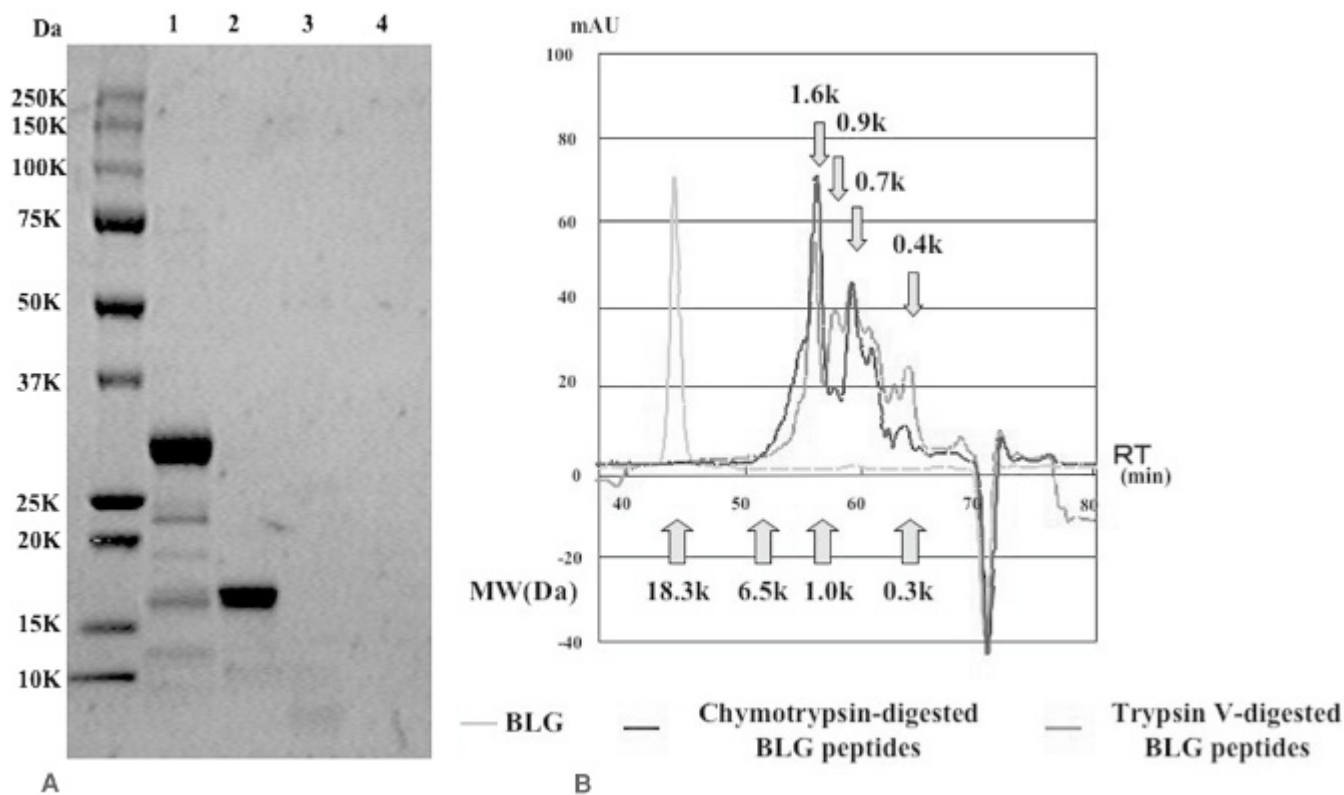 Da 1 2 3 4
250K
150K
100K
75K
50K
37K
25K
20K
15K
10K
A
mAU
100
80
60
40
20
0
-20
-40
1.6k
0.9k
0.7k
0.4k
40 50 60 70 80
RT
(min)
MW(Da) 18.3k 6.5k 1.0k 0.3k
BLG
Chymotrypsin-digested
BLG peptides
Trypsin V-digested
BLG peptides
B